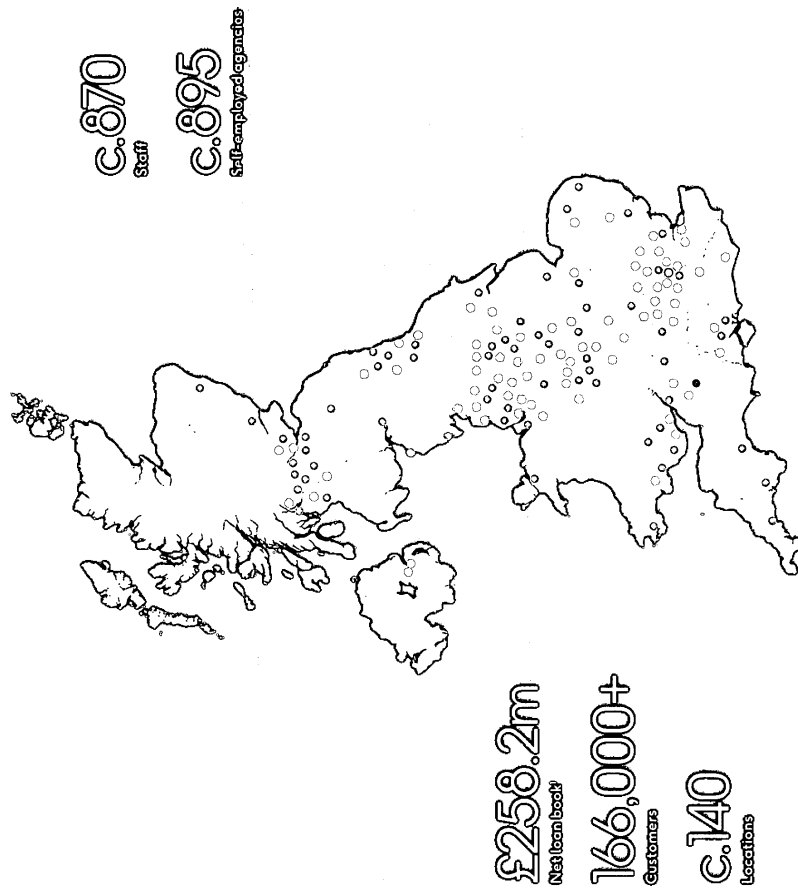 c.870
Staff
c.895
Self-employed agencies
£258.2m
Net loan book¹
166,000+
Customers
c.140
Locations